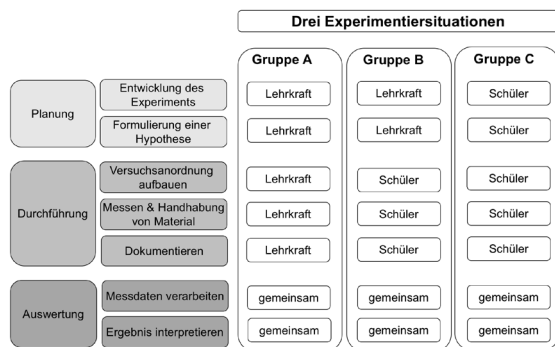 Drei Experimentiersituationen
Gruppe A Gruppe B Gruppe C
Planung
Entwicklung des
Experiments
Lehrkraft Lehrkraft Schüler
Formulierung einer
Hypothese
Lehrkraft Lehrkraft Schüler
Durchführung
Versuchsanordnung
aufbauen
Lehrkraft Schüler Schüler
Messen & Handhabung
von Material
Lehrkraft Schüler Schüler
Dokumentieren
Lehrkraft Schüler Schüler
Auswertung
Messdaten verarbeiten
gemeinsam gemeinsam gemeinsam
Ergebnis interpretieren
gemeinsam gemeinsam gemeinsam